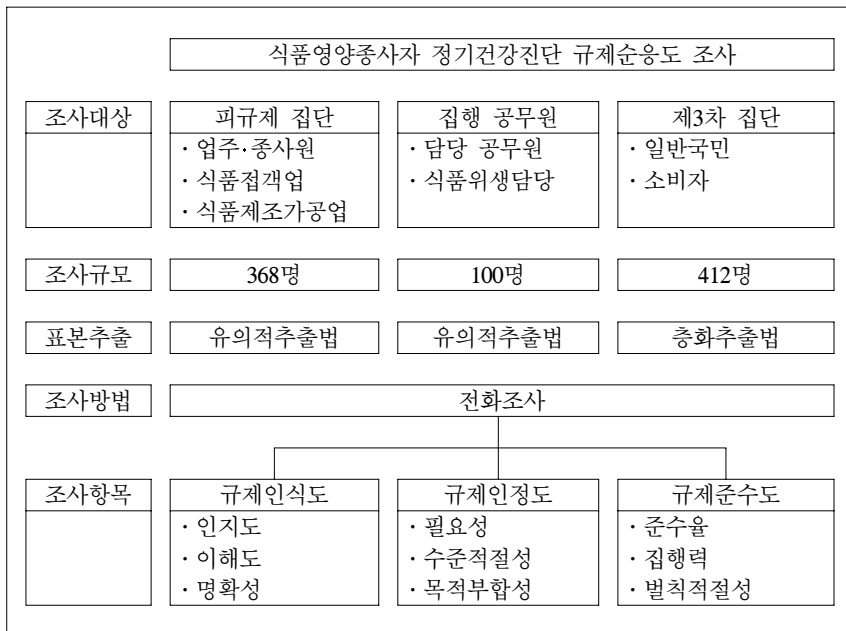 식품영양종사자 정기건강진단 규제순응도 조사
조사대상 피규제 집단 집행 공무원 제3차 집단
·업주·종사원 ·담당 공무원 ·일반국민
·식품접객업 ·식품위생담당 ·소비자
·식품제조가공업
조사규모 368명 100명 412명
표본추출 유의적추출법 유의적추출법 층화추출법
조사방법 전화조사
조사항목 규제인식도 규제인정도 규제준수도
·인지도 ·필요성 ·준수율
·이해도 ·수준적절성 ·집행력
·명확성 ·목적부합성 ·벌칙적절성